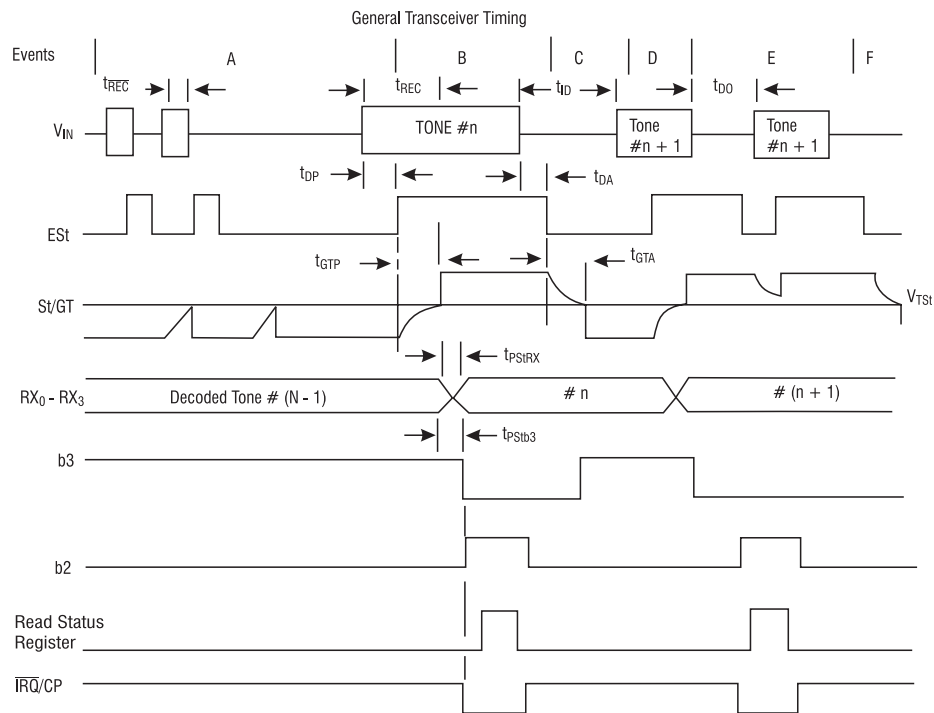 General Transceiver Timing
Events A B C D E F
tREC tREC tID tDO
VIN TONE #n Tone #n + 1 Tone #n + 1
tDP tDA
ESt
tGTP tGTA
St/GT VTSt
tPStRX
RX0 - RX3 Decoded Tone # (N - 1) # n # (n + 1)
tPStb3
b3
b2
Read Status
Register
IRQ/CP